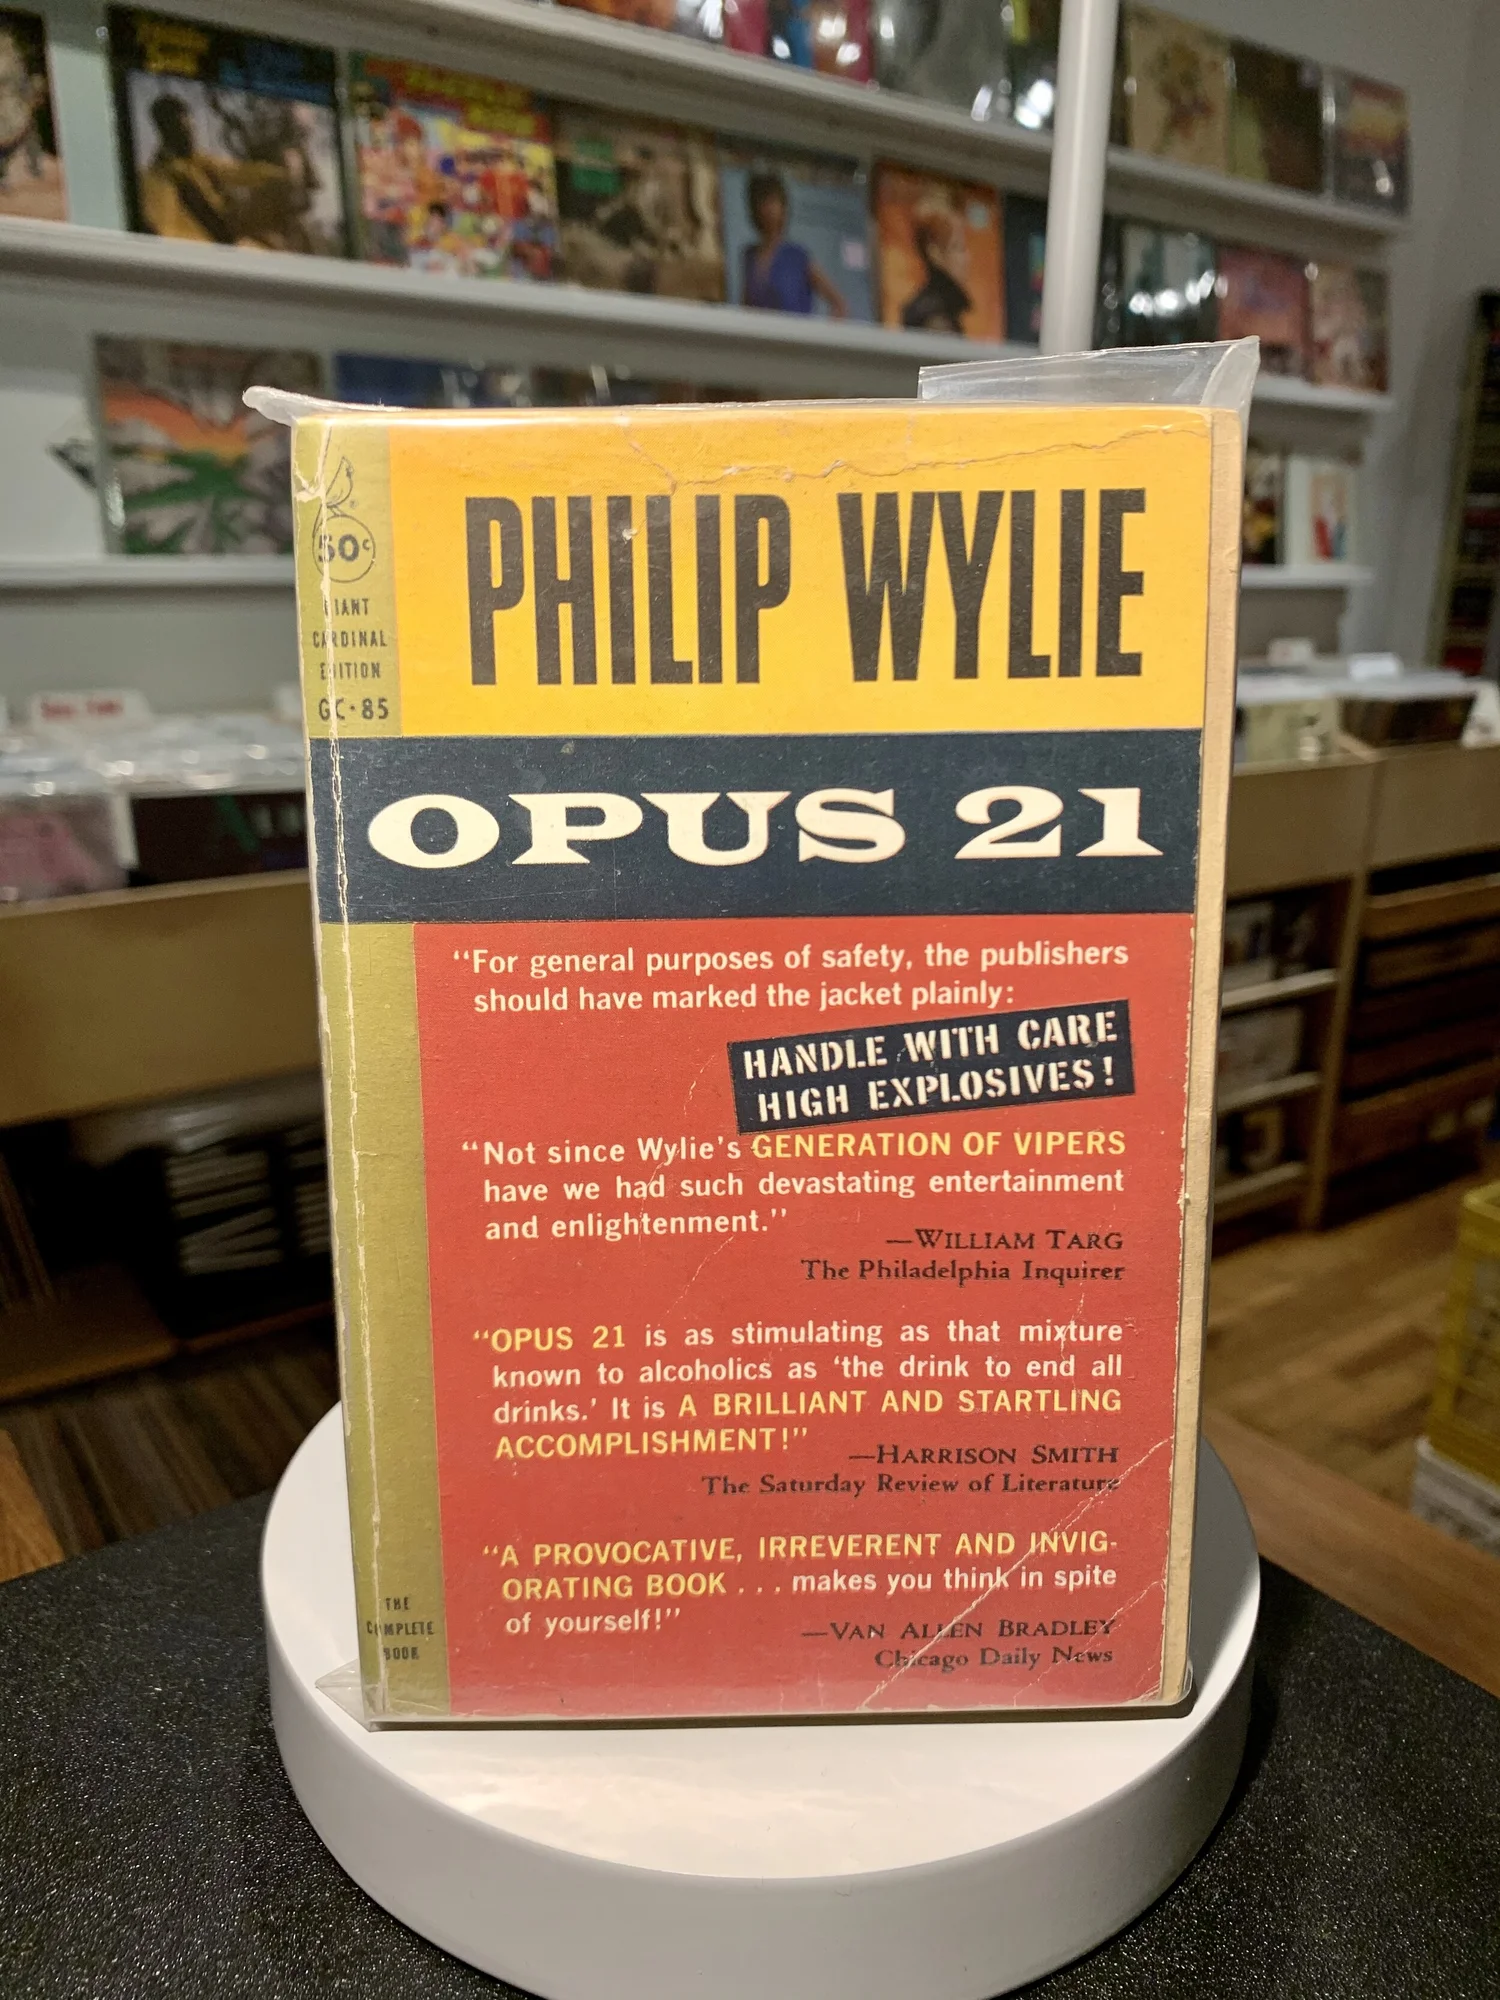 50¢
GIANT
CARDINAL
EDITION
GC·85
PHILIP WYLIE
OPUS 21
“For general purposes of safety, the publishers
should have marked the jacket plainly:
HANDLE WITH CARE
HIGH EXPLOSIVES!
“Not since Wylie’s GENERATION OF VIPERS
have we had such devastating entertainment
and enlightenment.”
—WILLIAM TARG
The Philadelphia Inquirer
“OPUS 21 is as stimulating as that mixture
known to alcoholics as ‘the drink to end all
drinks.’ It is A BRILLIANT AND STARTLING
ACCOMPLISHMENT!”
—HARRISON SMITH
The Saturday Review of Literature
“A PROVOCATIVE, IRREVERENT AND INVIG-
ORATING BOOK . . . makes you think in spite
of yourself!”
—VAN ALLEN BRADLEY
Chicago Daily News
THE
COMPLETE
BOOK